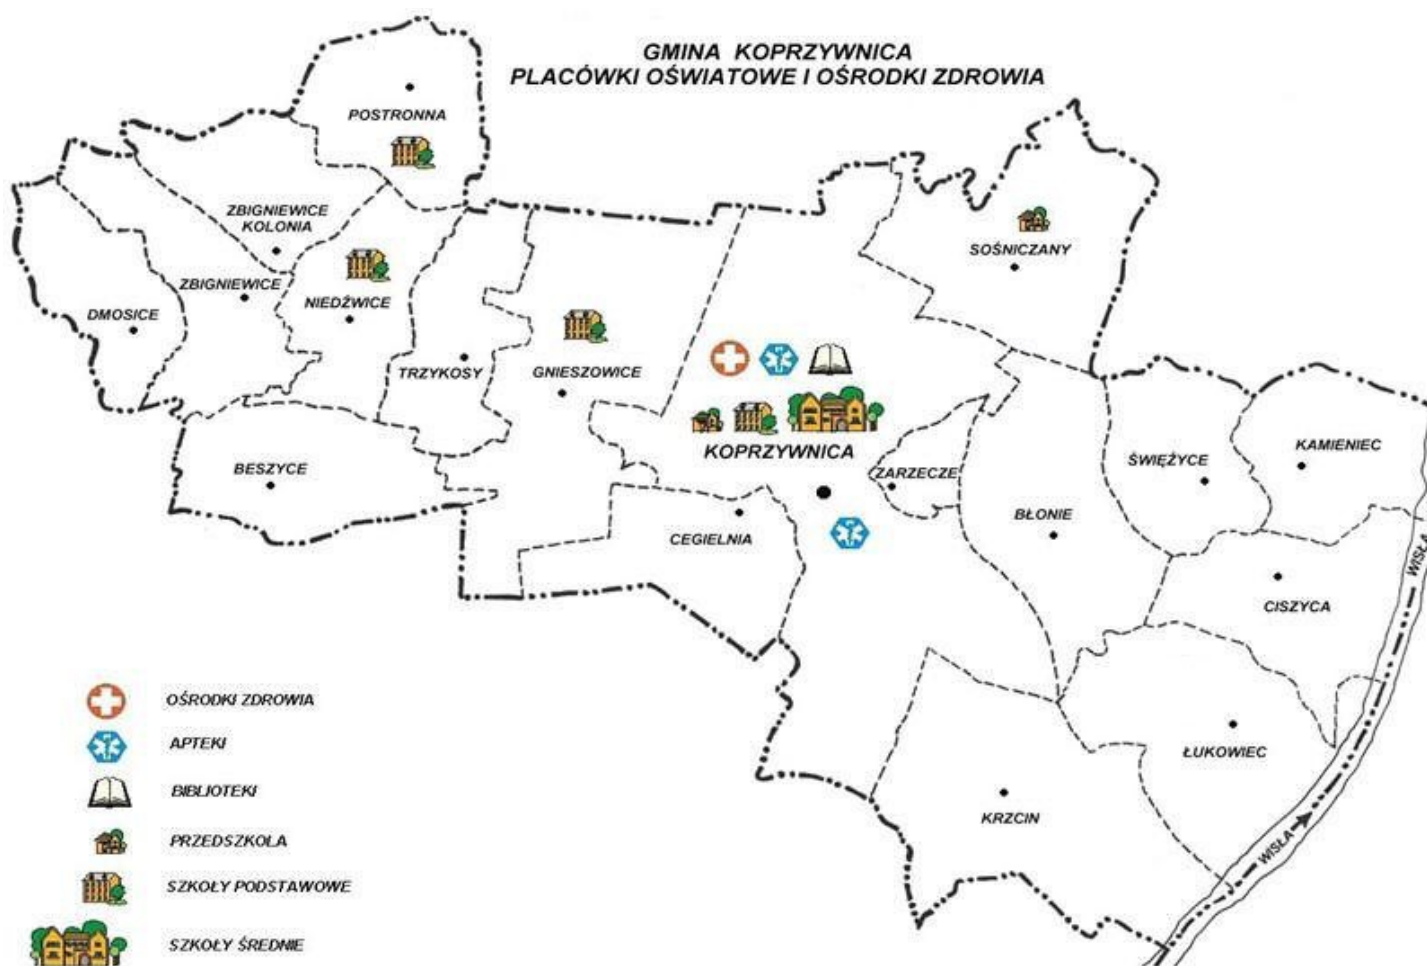 GMINA KOPRZYWNICA
PLACÓWKI OŚWIATOWE I OŚRODKI ZDROWIA
POSTRONNA
ZBIGNIEWICE
KOLONIA
SOŚNICZANY
ZBIGNIEWICE
NIEDŹWICE
DMOSICE
TRZYKOSY
GNIESZOWICE
KOPRZYWNICA
ZARZECZE
ŚWIĘŻYCE
KAMIENIEC
BESZYCE
BŁONIE
CEGIELNIA
WISŁA
CISZYCA
ŁUKOWIEC
KRZCIN
WISŁA
OŚRODKI ZDROWIA
APTEKI
BIBLIOTEKI
PRZEDSZKOLA
SZKOŁY PODSTAWOWE
SZKOŁY ŚREDNIE